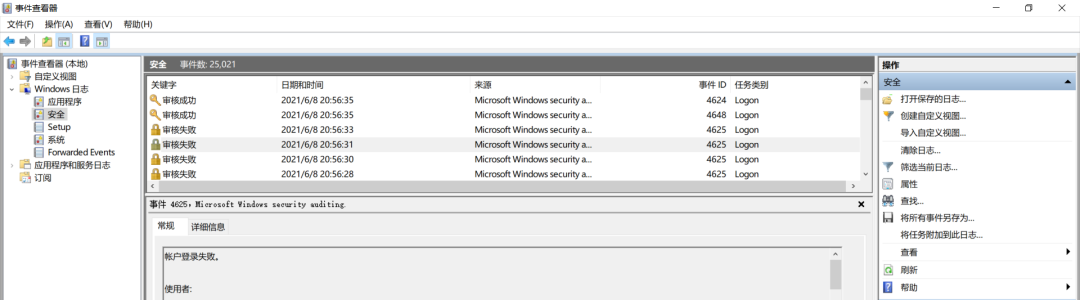 事件查看器
文件(F) 操作(A) 查看(V) 帮助(H)
事件查看器 (本地)
自定义视图
Windows 日志
应用程序
安全
Setup
系统
Forwarded Events
应用程序和服务日志
订阅
安全 事件数: 25,021
关键字 日期和时间 来源 事件 ID 任务类别
审核成功 2021/6/8 20:56:35 Microsoft Windows security a... 4624 Logon
审核成功 2021/6/8 20:56:35 Microsoft Windows security a... 4648 Logon
审核失败 2021/6/8 20:56:33 Microsoft Windows security a... 4625 Logon
审核失败 2021/6/8 20:56:31 Microsoft Windows security a... 4625 Logon
审核失败 2021/6/8 20:56:30 Microsoft Windows security a... 4625 Logon
审核失败 2021/6/8 20:56:28 Microsoft Windows security a... 4625 Logon
事件 4625，Microsoft Windows security auditing.
常规 详细信息
帐户登录失败。
使用者:
操作
安全
打开保存的日志...
创建自定义视图...
导入自定义视图...
清除日志...
筛选当前日志...
属性
查找...
将所有事件另存为...
将任务附加到此日志...
查看
刷新
帮助